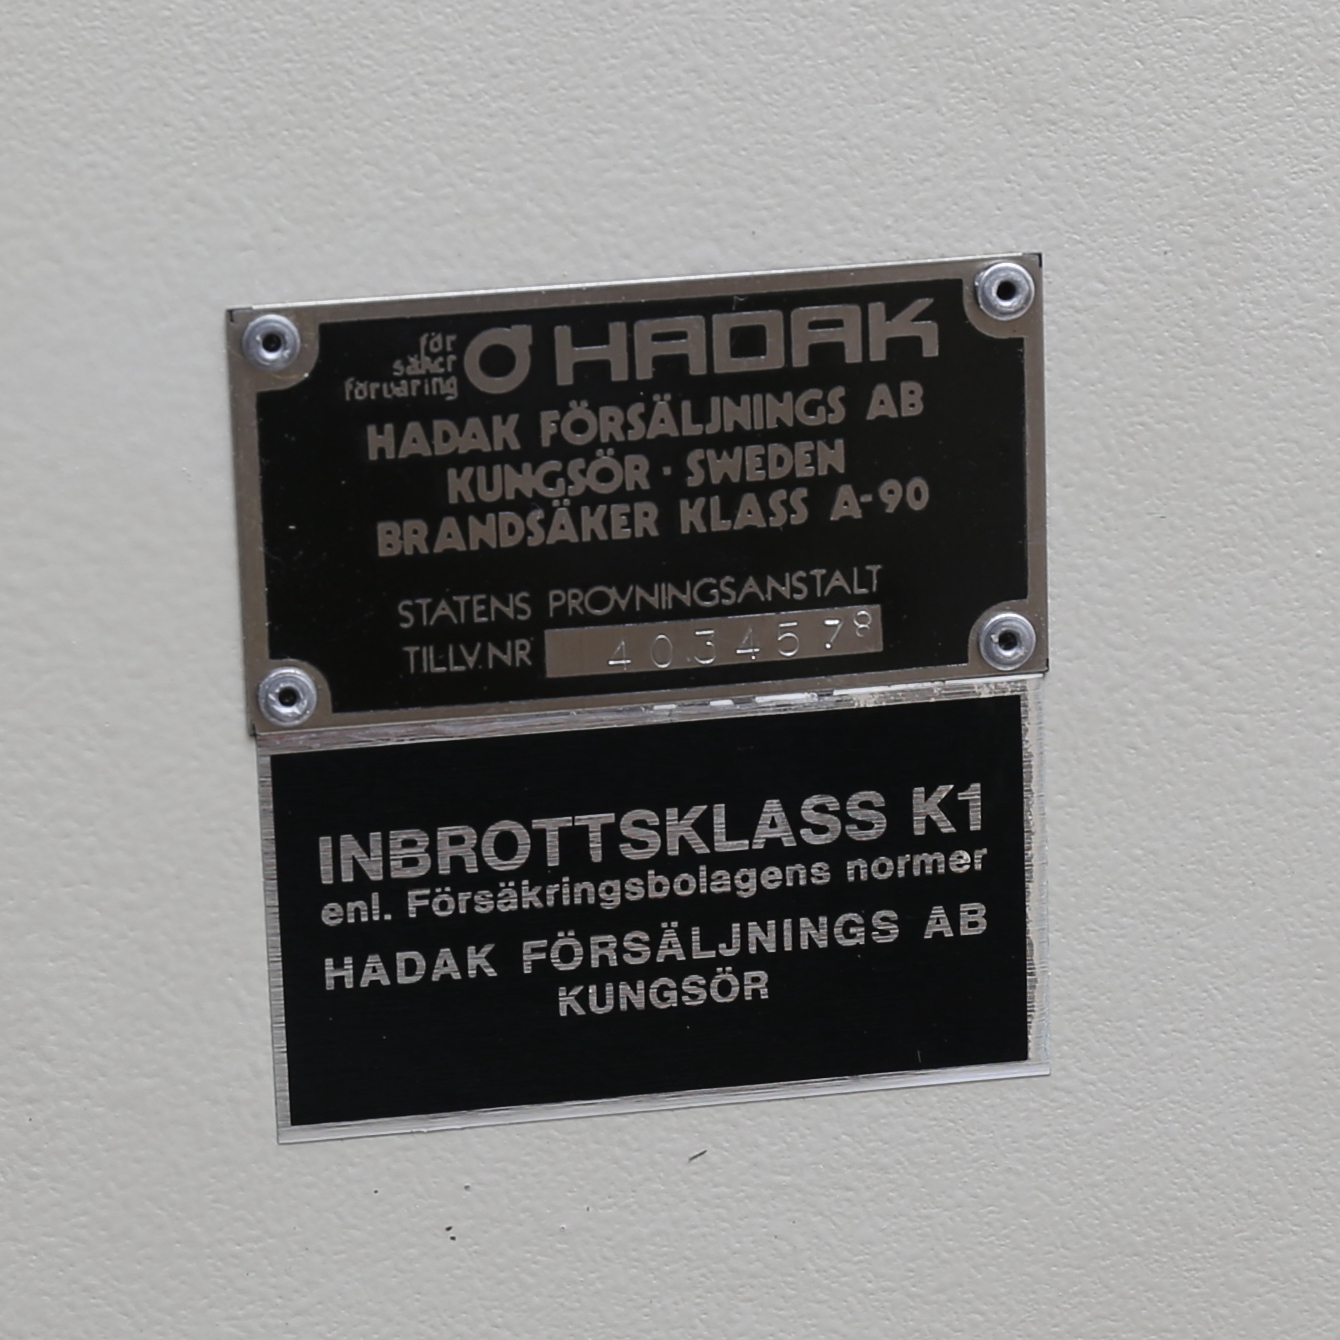 för
säker
förvaring
HADAK
HADAK FÖRSÄLJNINGS AB
KUNGSÖR · SWEDEN
BRANDSÄKER KLASS A-90
STATENS PROVNINGSANSTALT
TILLV. NR 4034578
INBROTTSKLASS K1
enl. Försäkringsbolagens normer
HADAK FÖRSÄLJNINGS AB
KUNGSÖR